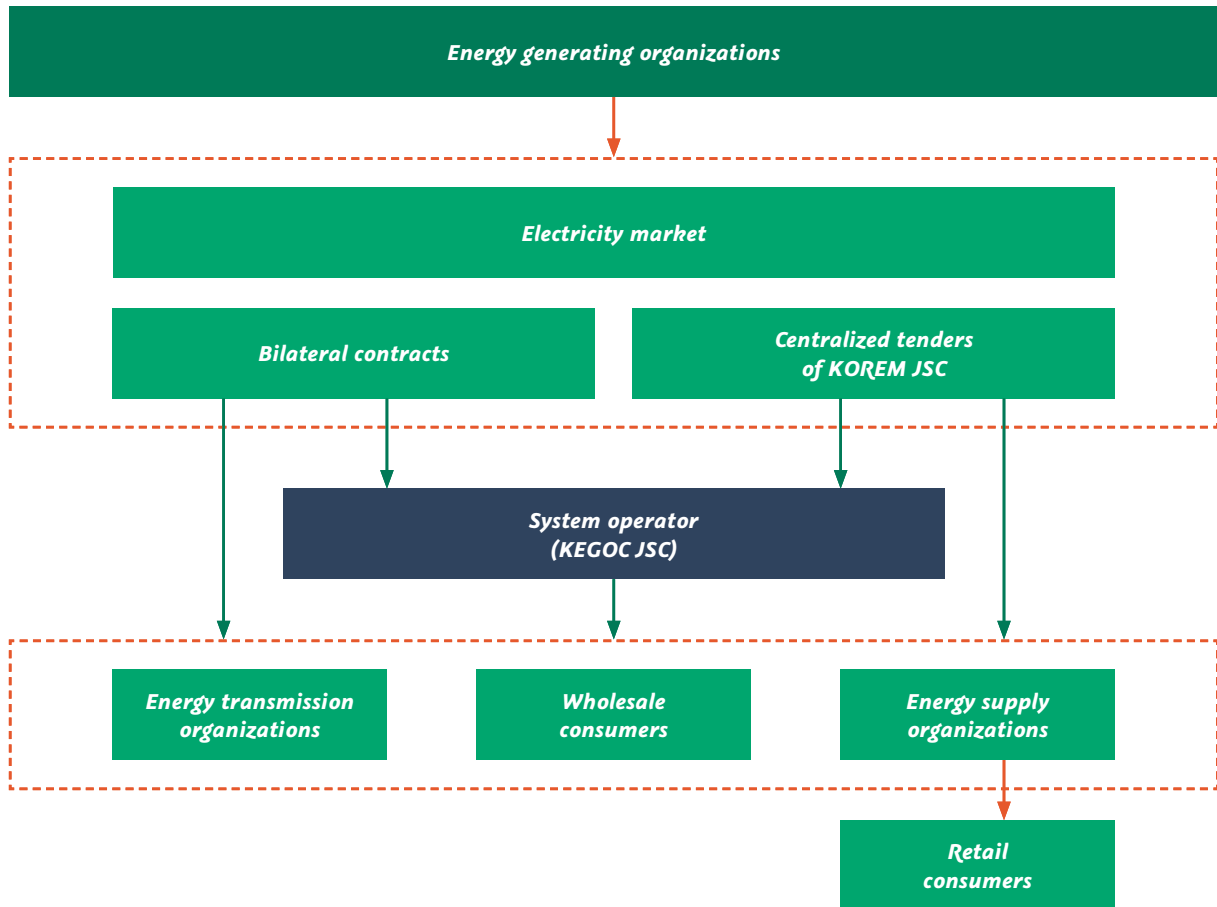 Energy generating organizations
Electricity market
Bilateral contracts
Centralized tenders
of KOREM JSC
System operator
(KEGOC JSC)
Energy transmission
organizations
Wholesale
consumers
Energy supply
organizations
Retail
consumers